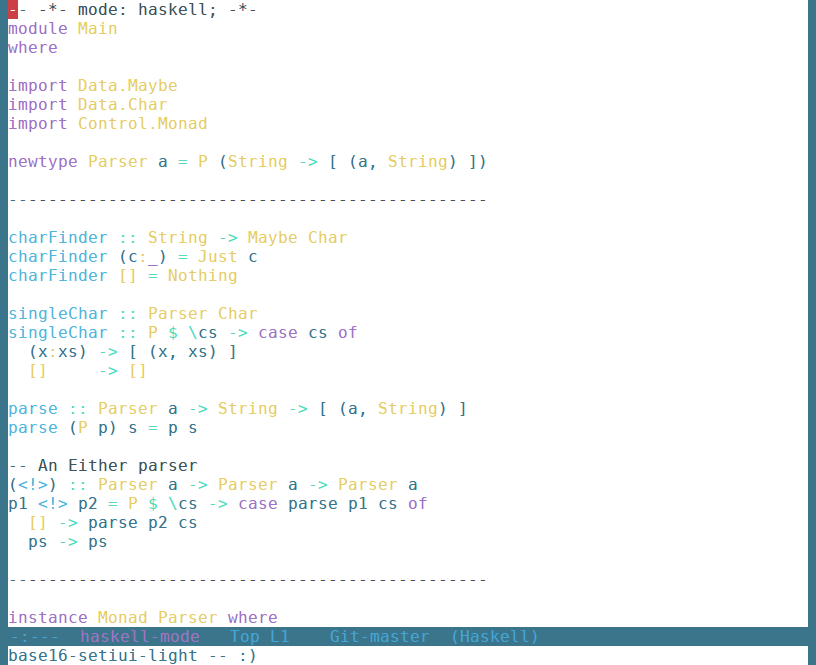 -- -*- mode: haskell; -*-
module Main
where

import Data.Maybe
import Data.Char
import Control.Monad

newtype Parser a = P (String -> [ (a, String) ])

------------------------------------------------

charFinder :: String -> Maybe Char
charFinder (c:_) = Just c
charFinder [] = Nothing

singleChar :: Parser Char
singleChar :: P $ \cs -> case cs of
  (x:xs) -> [ (x, xs) ]
  []     -> []

parse :: Parser a -> String -> [ (a, String) ]
parse (P p) s = p s

-- An Either parser
(<!>) :: Parser a -> Parser a -> Parser a
p1 <!> p2 = P $ \cs -> case parse p1 cs of
  [] -> parse p2 cs
  ps -> ps

------------------------------------------------

instance Monad Parser where
-:---  haskell-mode   Top L1    Git-master  (Haskell)
base16-setiui-light -- :)